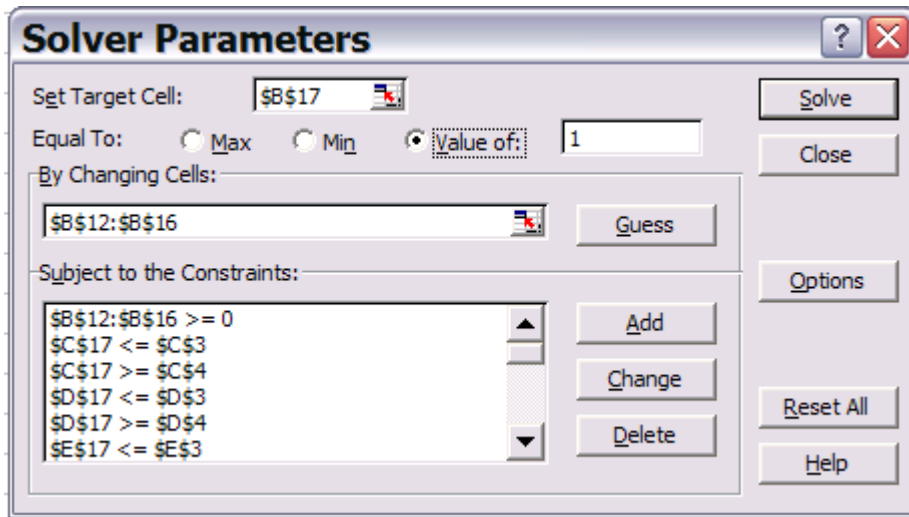 Solver Parameters
?
Set Target Cell: $B$17
Solve
Equal To: Max Min Value of: 1
Close
By Changing Cells:
$B$12:$B$16
Guess
Subject to the Constraints:
Options
$B$12:$B$16 >= 0
Add
$C$17 <= $C$3
$C$17 >= $C$4
Change
$D$17 <= $D$3
$D$17 >= $D$4
Reset All
Delete
$E$17 <= $E$3
Help